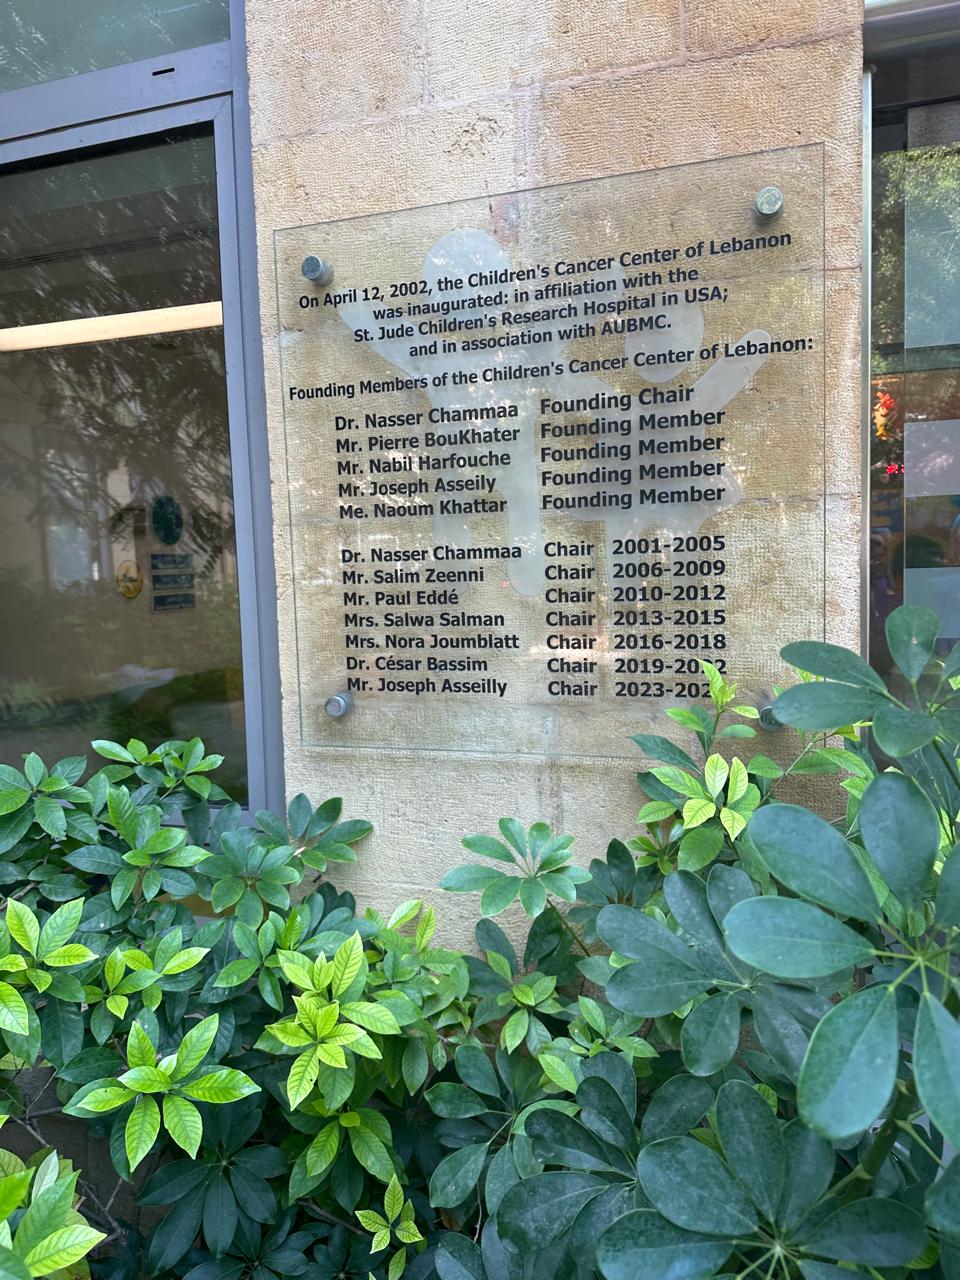 On April 12, 2002, the Children's Cancer Center of Lebanon
was inaugurated: in affiliation with the
St. Jude Children's Research Hospital in USA;
and in association with AUBMC.
Founding Members of the Children's Cancer Center of Lebanon:
Dr. Nasser Chammaa Founding Chair
Mr. Pierre BouKhater Founding Member
Mr. Nabil Harfouche Founding Member
Mr. Joseph Asseily Founding Member
Me. Naoum Khattar Founding Member
Dr. Nasser Chammaa Chair 2001-2005
Mr. Salim Zeenni Chair 2006-2009
Mr. Paul Eddé Chair 2010-2012
Mrs. Salwa Salman Chair 2013-2015
Mrs. Nora Joumblatt Chair 2016-2018
Dr. César Bassim Chair 2019-2022
Mr. Joseph Asseilly Chair